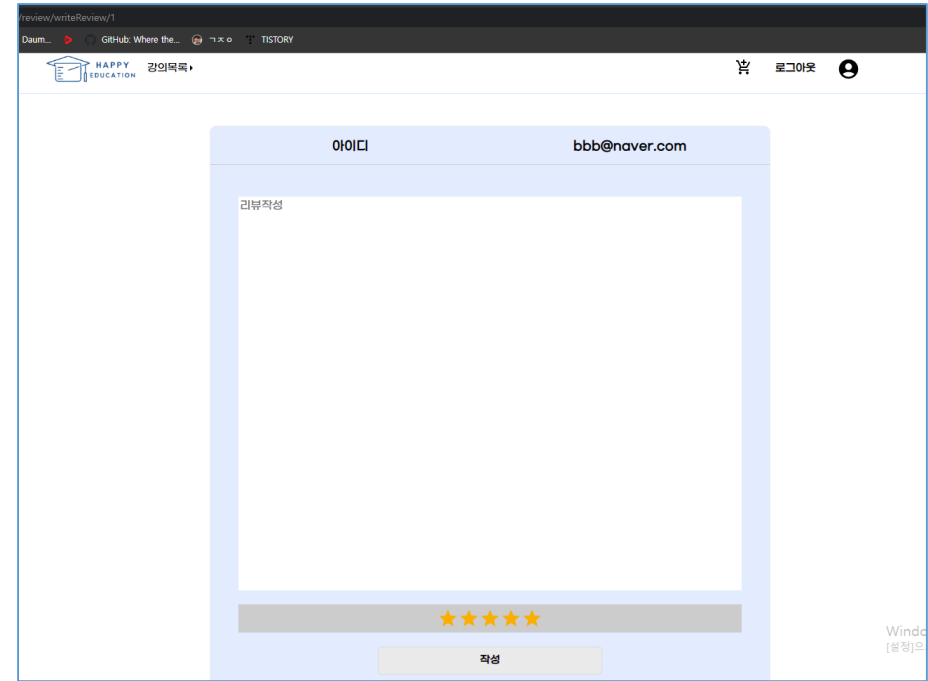 /review/writeReview/1
Daum... GitHub: Where the... ㄱㅈㅇ TISTORY
HAPPY EDUCATION 강의목록 로그아웃
아이디 bbb@naver.com
리뷰작성
작성
Windo
[설정]으